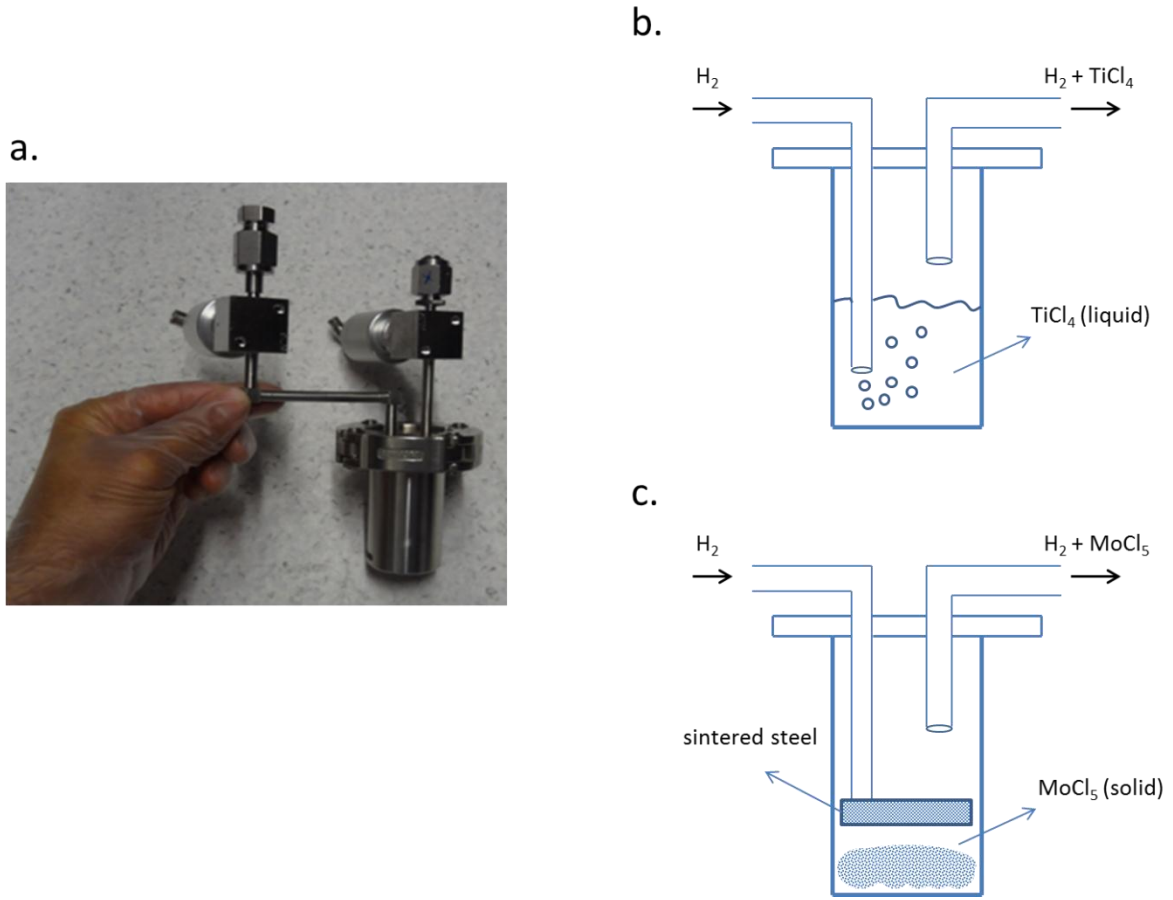 a.
b.
H₂
H₂ + TiCl₄
TiCl₄ (liquid)
c.
H₂
H₂ + MoCl₅
sintered steel
MoCl₅ (solid)